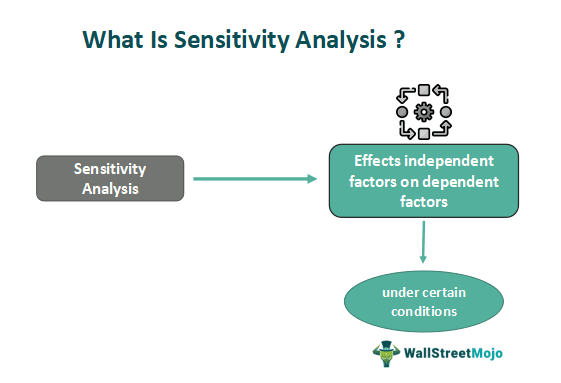 What Is Sensitivity Analysis ?
Sensitivity
Analysis
Effects independent
factors on dependent
factors
under certain
conditions
WallStreetMojo